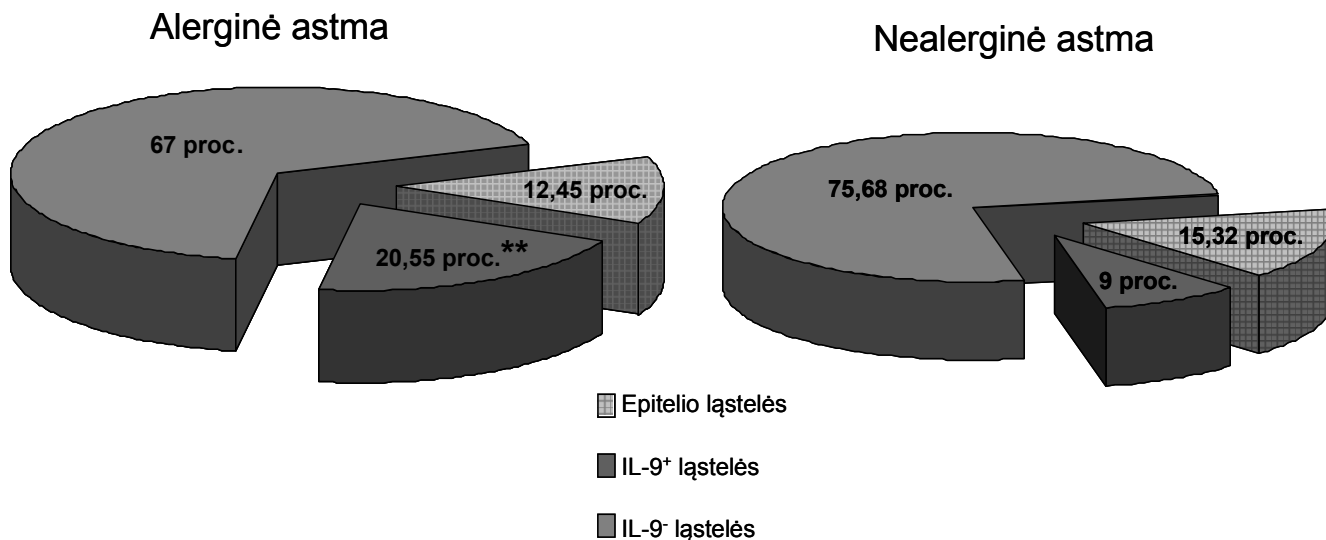 Alerginė astma
Nealerginė astma
67 proc.
12,45 proc.
20,55 proc.**
75,68 proc.
15,32 proc.
9 proc.
Epitelio ląstelės
IL-9⁺ ląstelės
IL-9⁻ ląstelės